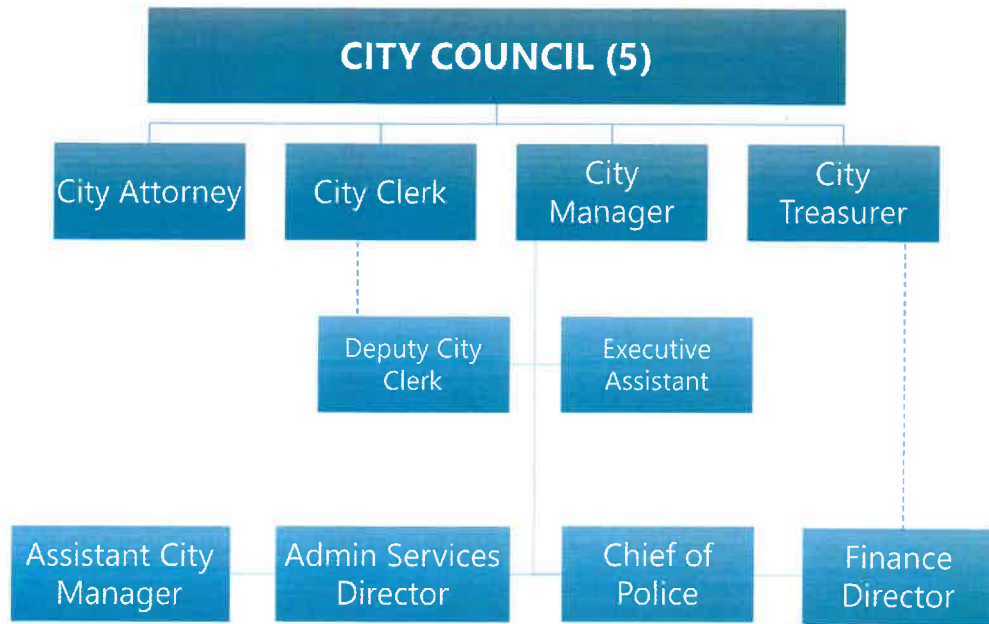 CITY COUNCIL (5)
City Attorney
City Clerk
City
Manager
City
Treasurer
Deputy City
Clerk
Executive
Assistant
Assistant City
Manager
Admin Services
Director
Chief of
Police
Finance
Director